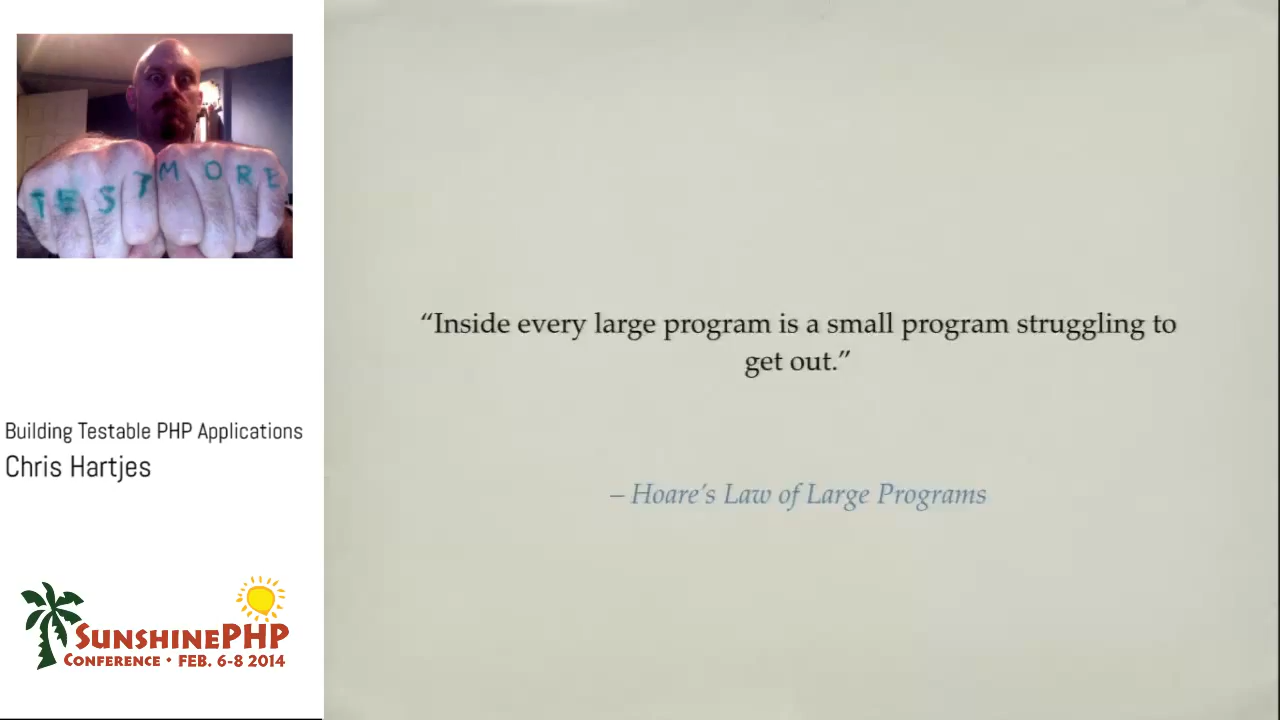 TEST MORE
Building Testable PHP Applications
Chris Hartjes
SUNSHINEPHP
CONFERENCE • FEB. 6-8 2014
“Inside every large program is a small program struggling to
get out.”
– Hoare’s Law of Large Programs